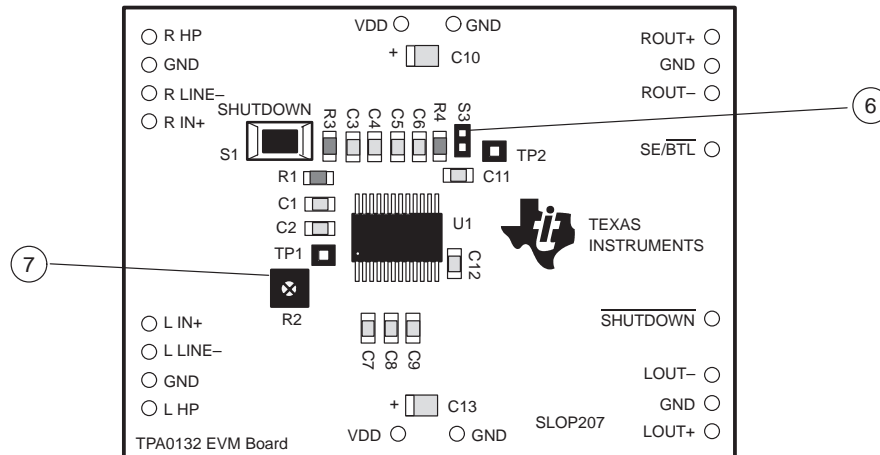 VDD
GND
R HP
GND
R LINE–
R IN+
+
C10
ROUT+
GND
ROUT–
SHUTDOWN
S1
R3
C3
C4
C5
C6
R4
S3
6
TP2
SE/BTL
R1
C11
C1
C2
U1
TEXAS
INSTRUMENTS
TP1
C12
7
R2
L IN+
L LINE–
GND
L HP
C7
C8
C9
SHUTDOWN
LOUT–
GND
LOUT+
+
C13
SLOP207
VDD
GND
TPA0132 EVM Board